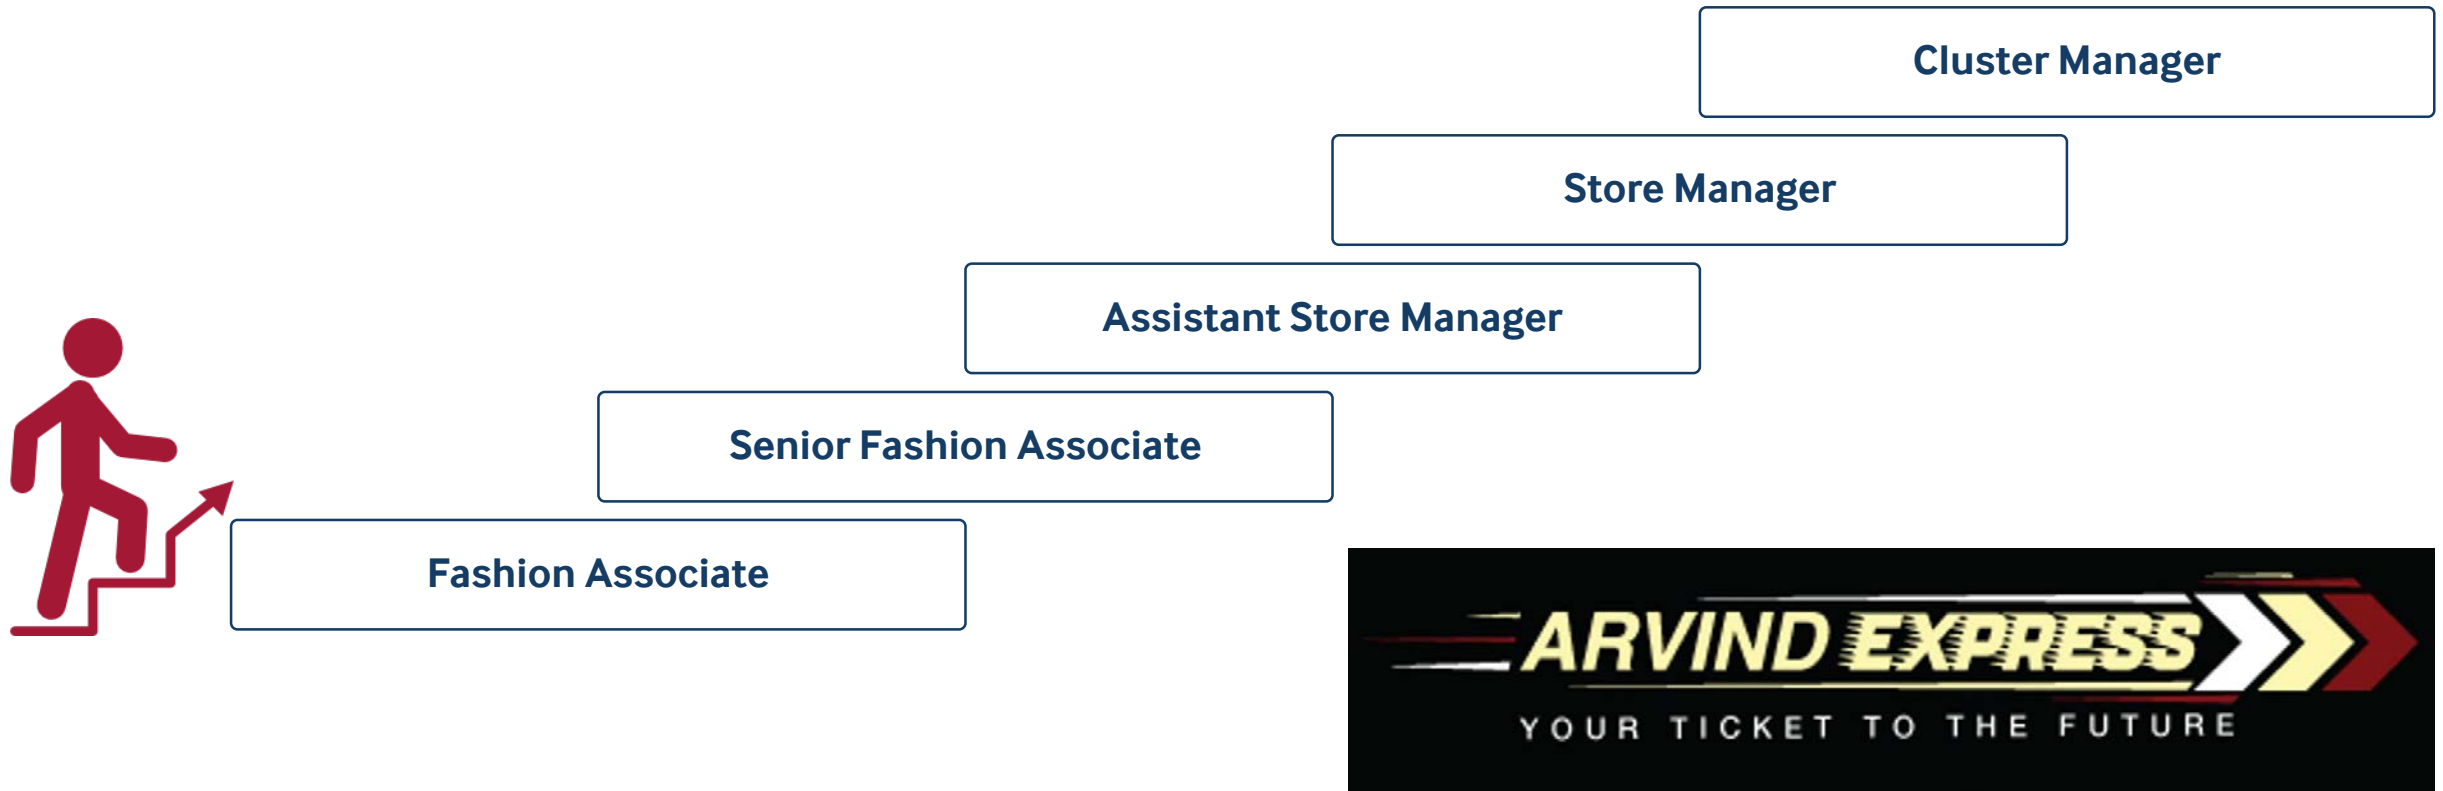 Cluster Manager
Store Manager
Assistant Store Manager
Senior Fashion Associate
Fashion Associate
ARVIND EXPRESS
YOUR TICKET TO THE FUTURE